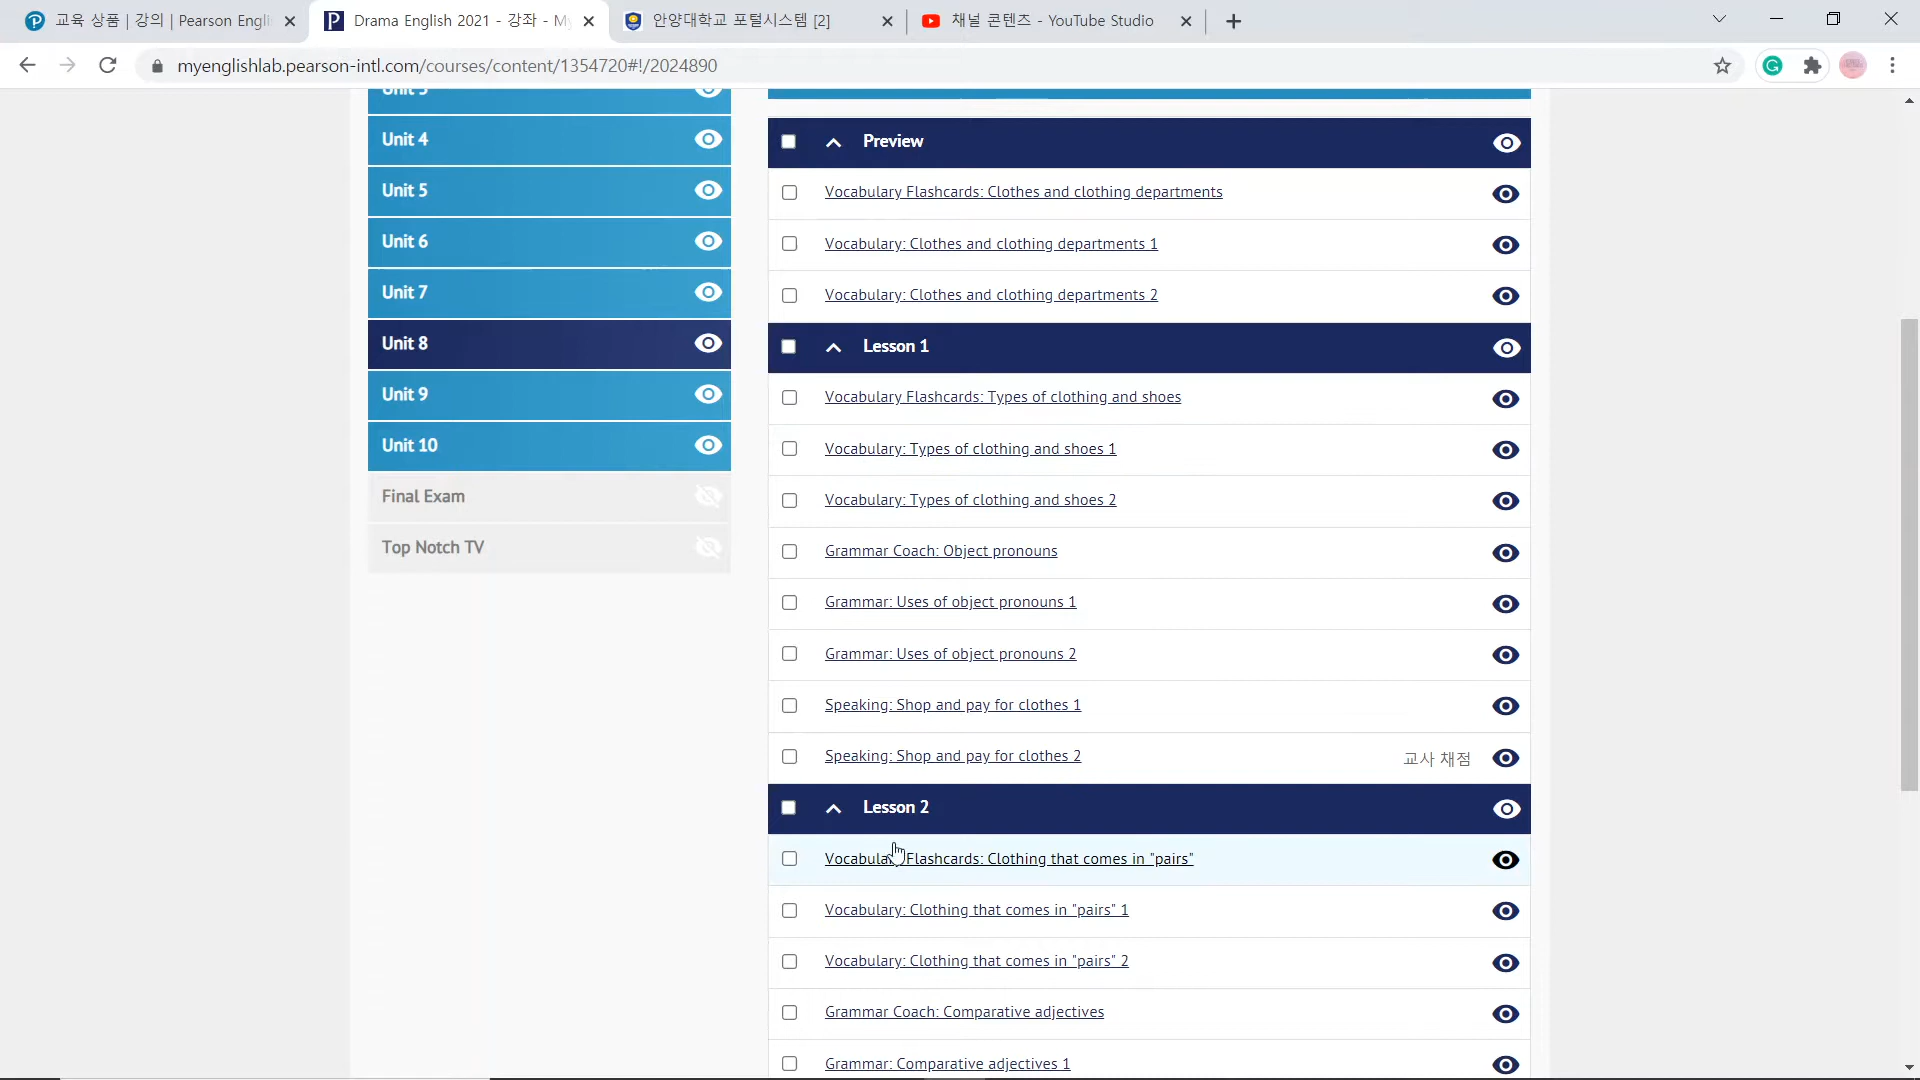 교육 상품 | 강의 | Pearson Engli
Drama English 2021 - 강좌 - My
안양대학교 포털시스템 [2]
채널 콘텐츠 - YouTube Studio
myenglishlab.pearson-intl.com/courses/content/1354720#!/2024890
Unit 4
Unit 5
Unit 6
Unit 7
Unit 8
Unit 9
Unit 10
Final Exam
Top Notch TV
Preview
Vocabulary Flashcards: Clothes and clothing departments
Vocabulary: Clothes and clothing departments 1
Vocabulary: Clothes and clothing departments 2
Lesson 1
Vocabulary Flashcards: Types of clothing and shoes
Vocabulary: Types of clothing and shoes 1
Vocabulary: Types of clothing and shoes 2
Grammar Coach: Object pronouns
Grammar: Uses of object pronouns 1
Grammar: Uses of object pronouns 2
Speaking: Shop and pay for clothes 1
Speaking: Shop and pay for clothes 2 교사 채점
Lesson 2
Vocabulary Flashcards: Clothing that comes in "pairs"
Vocabulary: Clothing that comes in "pairs" 1
Vocabulary: Clothing that comes in "pairs" 2
Grammar Coach: Comparative adjectives
Grammar: Comparative adjectives 1